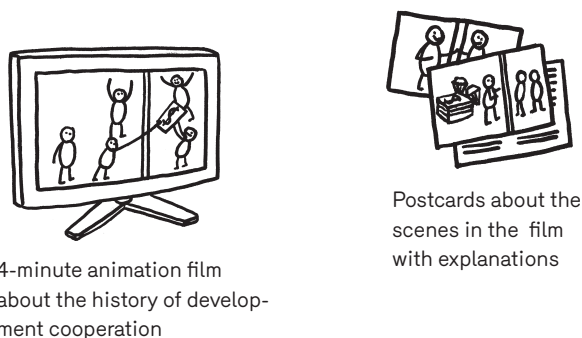 4-minute animation film
about the history of develop-
ment cooperation
Postcards about the
scenes in the film
with explanations